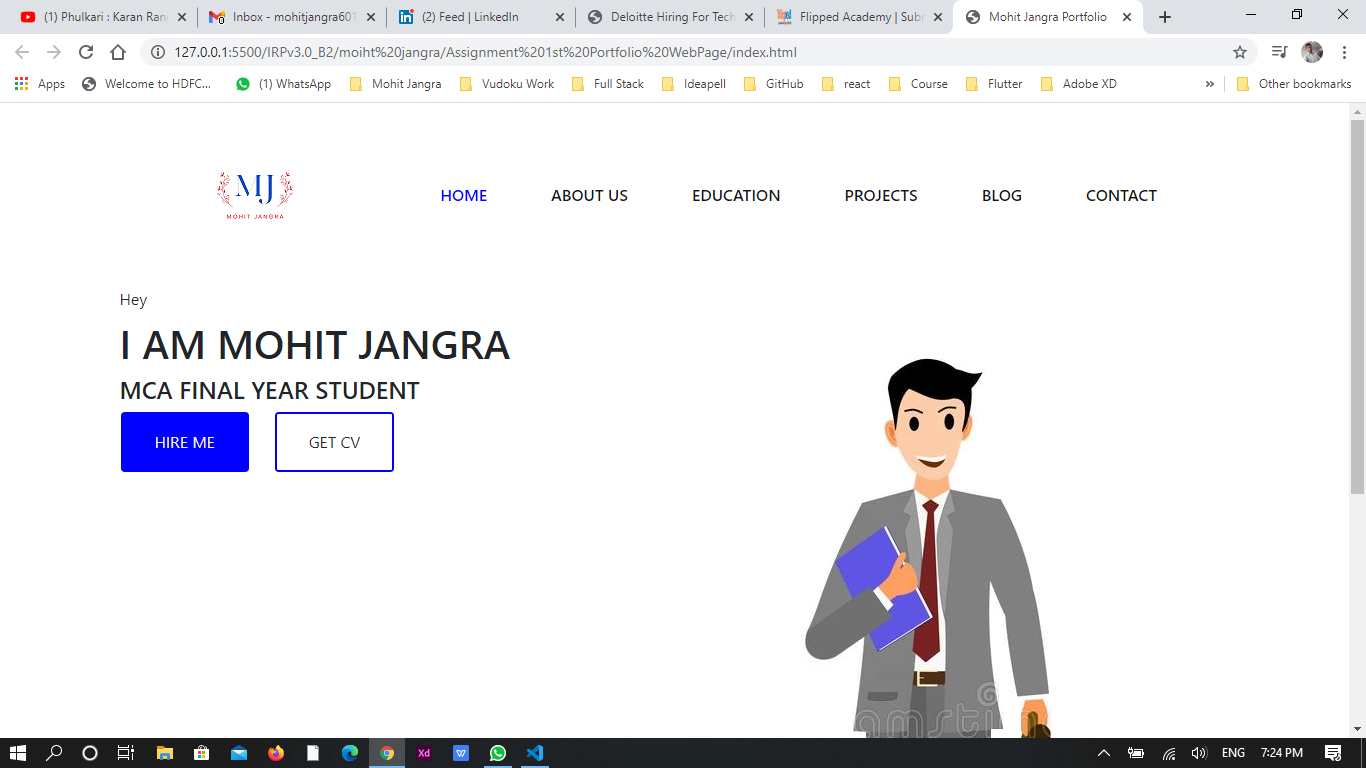 (1) Phulkari : Karan Rand
Inbox - mohitjangra601
(2) Feed | LinkedIn
Deloitte Hiring For Tech
Flipped Academy | Subm
Mohit Jangra Portfolio
127.0.0.1:5500/IRPv3.0_B2/moiht%20jangra/Assignment%201st%20Portfolio%20WebPage/index.html
Apps Welcome to HDFC... (1) WhatsApp Mohit Jangra Vudoku Work Full Stack Ideapell GitHub react Course Flutter Adobe XD » Other bookmarks
MJ
MOHIT JANGRA
HOME ABOUT US EDUCATION PROJECTS BLOG CONTACT
Hey
I AM MOHIT JANGRA
MCA FINAL YEAR STUDENT
HIRE ME GET CV
Xd W ENG 7:24 PM